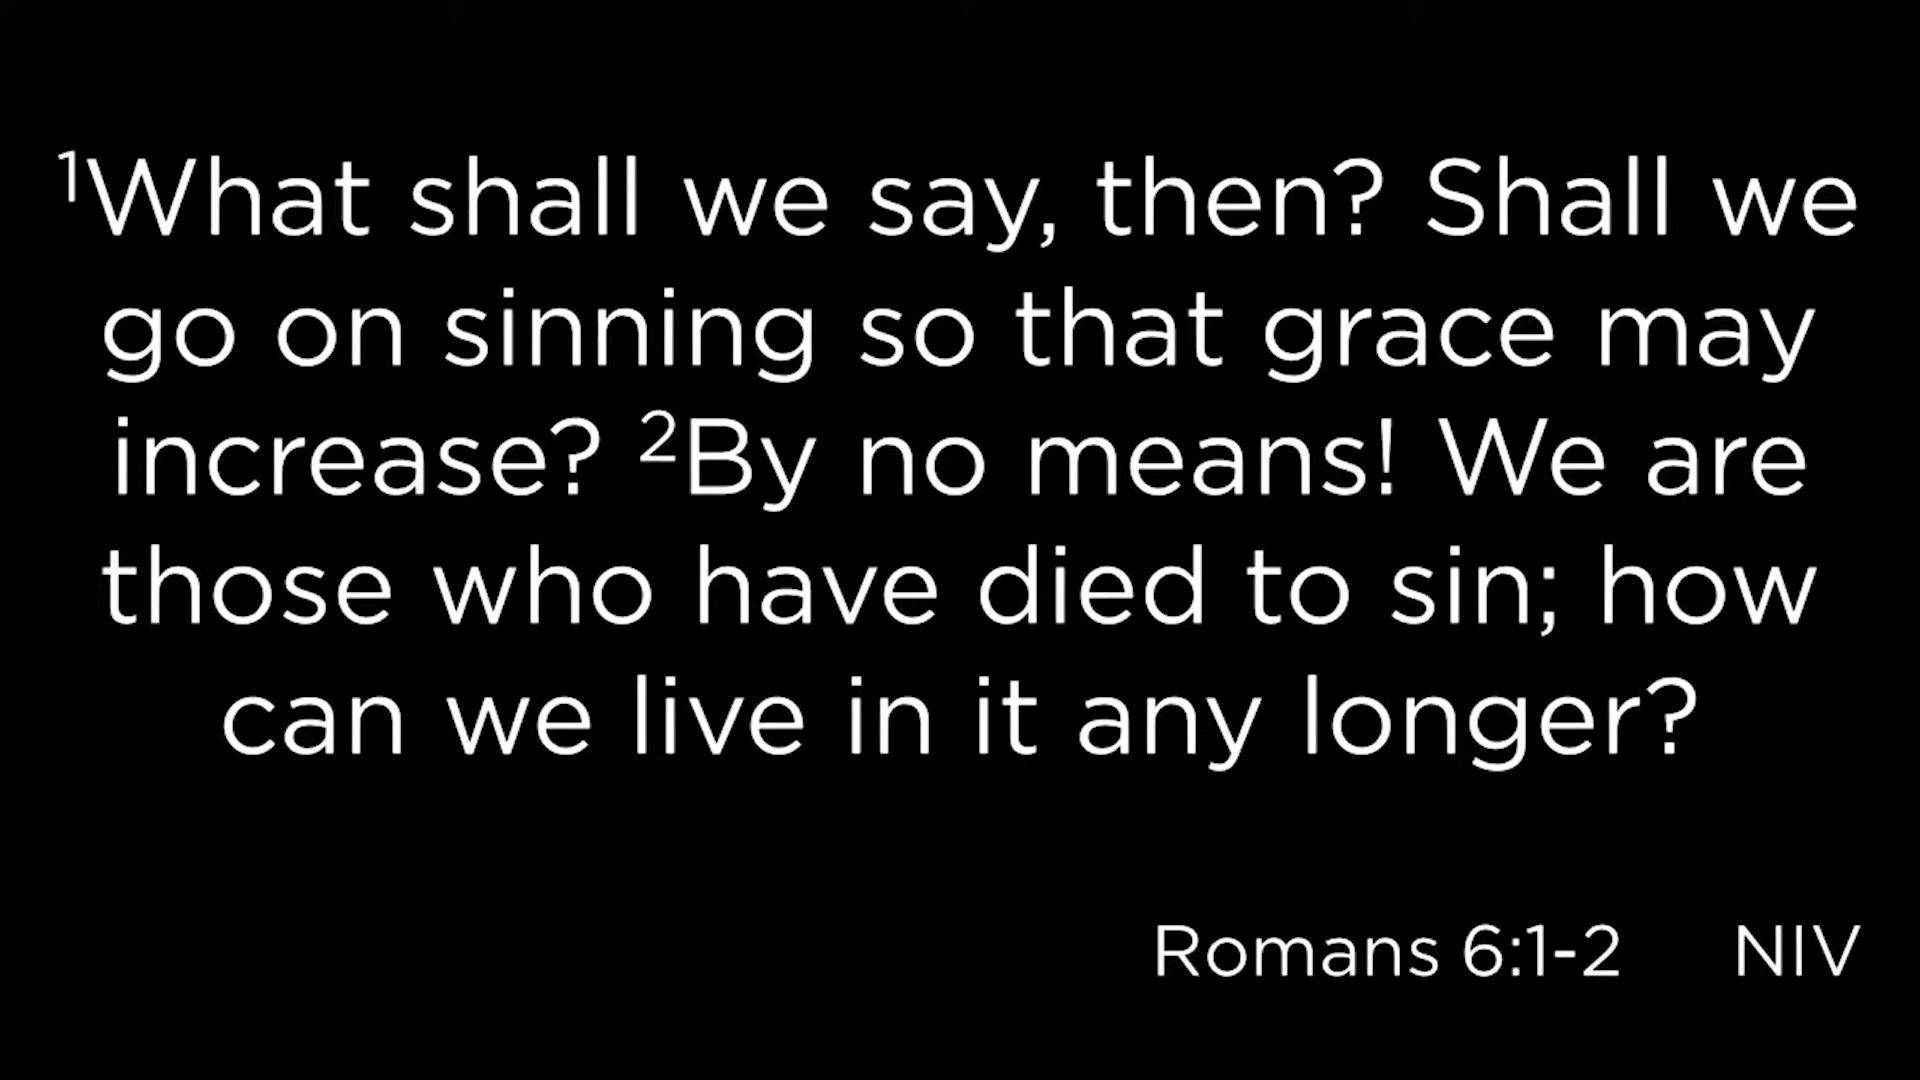 ¹What shall we say, then? Shall we
go on sinning so that grace may
increase? ²By no means! We are
those who have died to sin; how
can we live in it any longer?
Romans 6:1-2 NIV